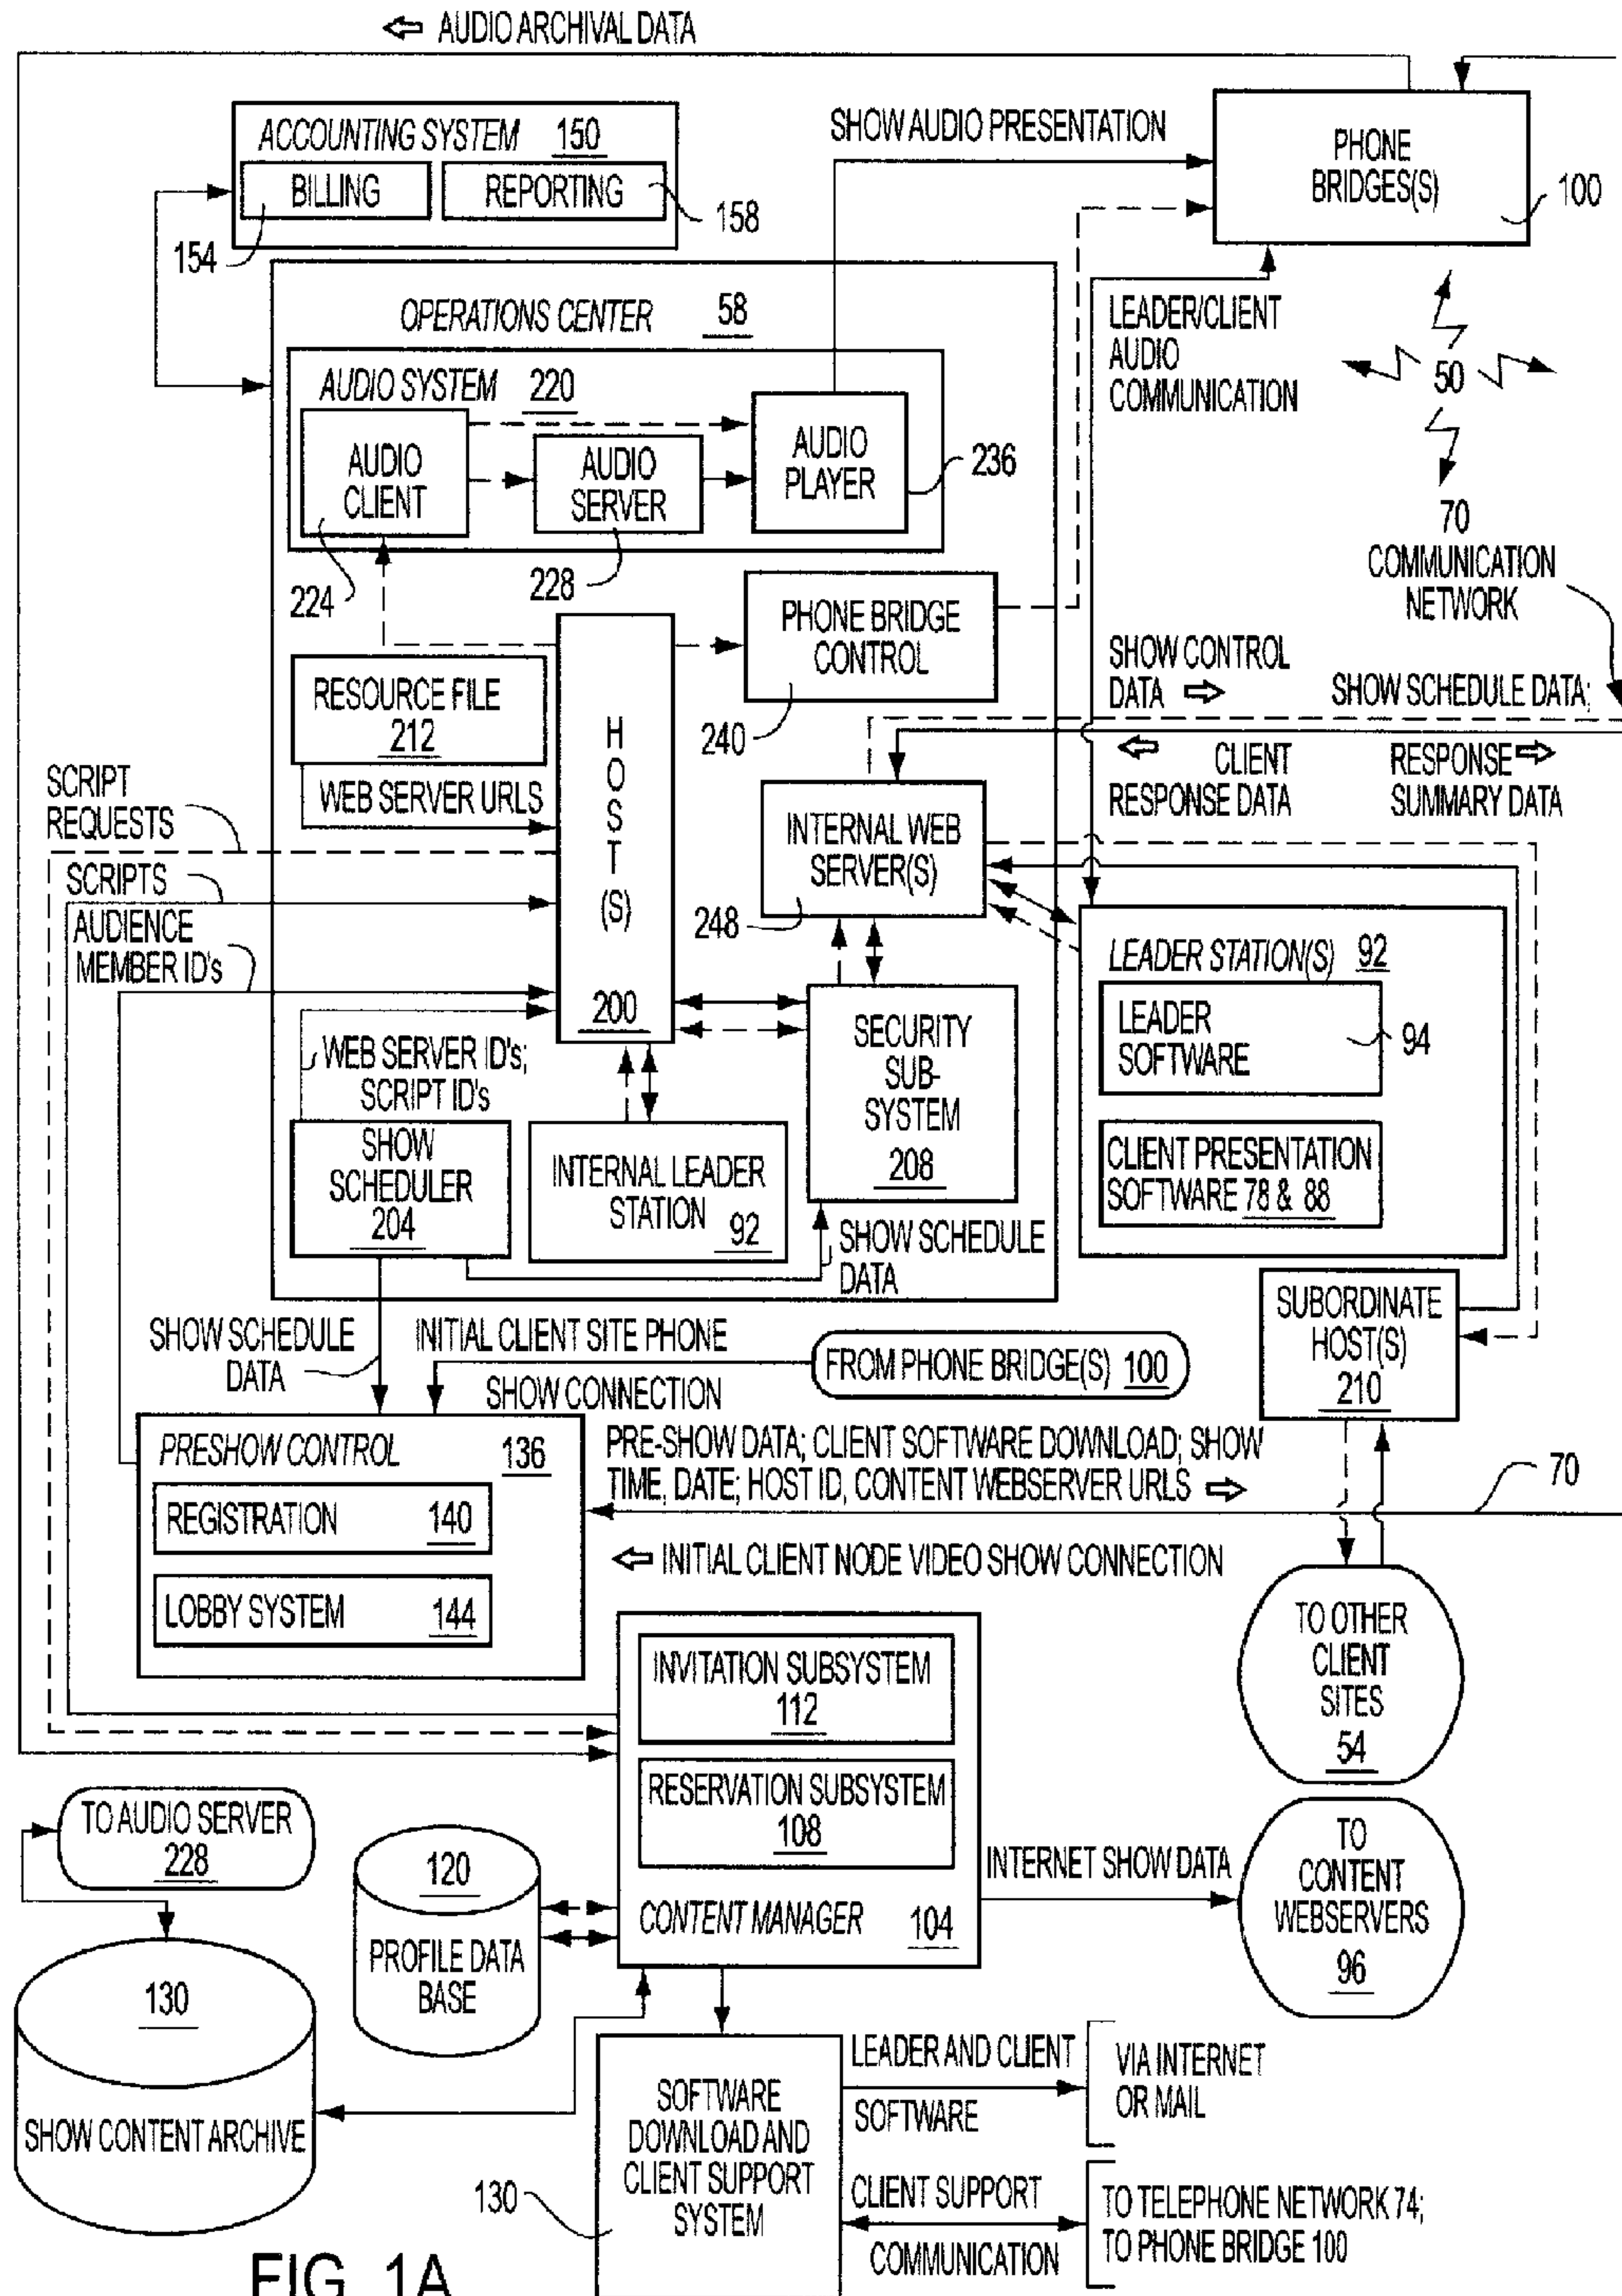 ⇦ AUDIO ARCHIVAL DATA
ACCOUNTING SYSTEM 150
BILLING
REPORTING
154
158
SHOW AUDIO PRESENTATION
PHONE
BRIDGES(S)
100
OPERATIONS CENTER 58
AUDIO SYSTEM 220
AUDIO
CLIENT
AUDIO
SERVER
AUDIO
PLAYER
236
224
228
LEADER/CLIENT
AUDIO
COMMUNICATION
50
70
COMMUNICATION
NETWORK
PHONE BRIDGE
CONTROL
240
RESOURCE FILE
212
WEB SERVER URLS
HOST
(S)
200
SHOW CONTROL
DATA ⇨
SHOW SCHEDULE DATA;
⇦ CLIENT
RESPONSE DATA
RESPONSE ⇨
SUMMARY DATA
SCRIPT
REQUESTS
SCRIPTS
AUDIENCE
MEMBER ID's
INTERNAL WEB
SERVER(S)
248
LEADER STATION(S) 92
LEADER
SOFTWARE
94
CLIENT PRESENTATION
SOFTWARE 78 & 88
WEB SERVER ID's;
SCRIPT ID's
SECURITY
SUB-
SYSTEM
208
SHOW
SCHEDULER
204
INTERNAL LEADER
STATION 92
SHOW SCHEDULE
DATA
SUBORDINATE
HOST(S)
210
SHOW SCHEDULE
DATA
INITIAL CLIENT SITE PHONE
SHOW CONNECTION
FROM PHONE BRIDGE(S) 100
PRESHOW CONTROL 136
REGISTRATION 140
LOBBY SYSTEM 144
PRE-SHOW DATA; CLIENT SOFTWARE DOWNLOAD; SHOW
TIME, DATE; HOST ID, CONTENT WEBSERVER URLS ⇨
70
⇦ INITIAL CLIENT NODE VIDEO SHOW CONNECTION
TO OTHER
CLIENT
SITES
54
INVITATION SUBSYSTEM
112
RESERVATION SUBSYSTEM
108
CONTENT MANAGER 104
INTERNET SHOW DATA
TO
CONTENT
WEBSERVERS
96
TO AUDIO SERVER
228
120
PROFILE DATA
BASE
130
SHOW CONTENT ARCHIVE
SOFTWARE
DOWNLOAD AND
CLIENT SUPPORT
SYSTEM
130
LEADER AND CLIENT
SOFTWARE
VIA INTERNET
OR MAIL
CLIENT SUPPORT
COMMUNICATION
TO TELEPHONE NETWORK 74;
TO PHONE BRIDGE 100
FIG. 1A